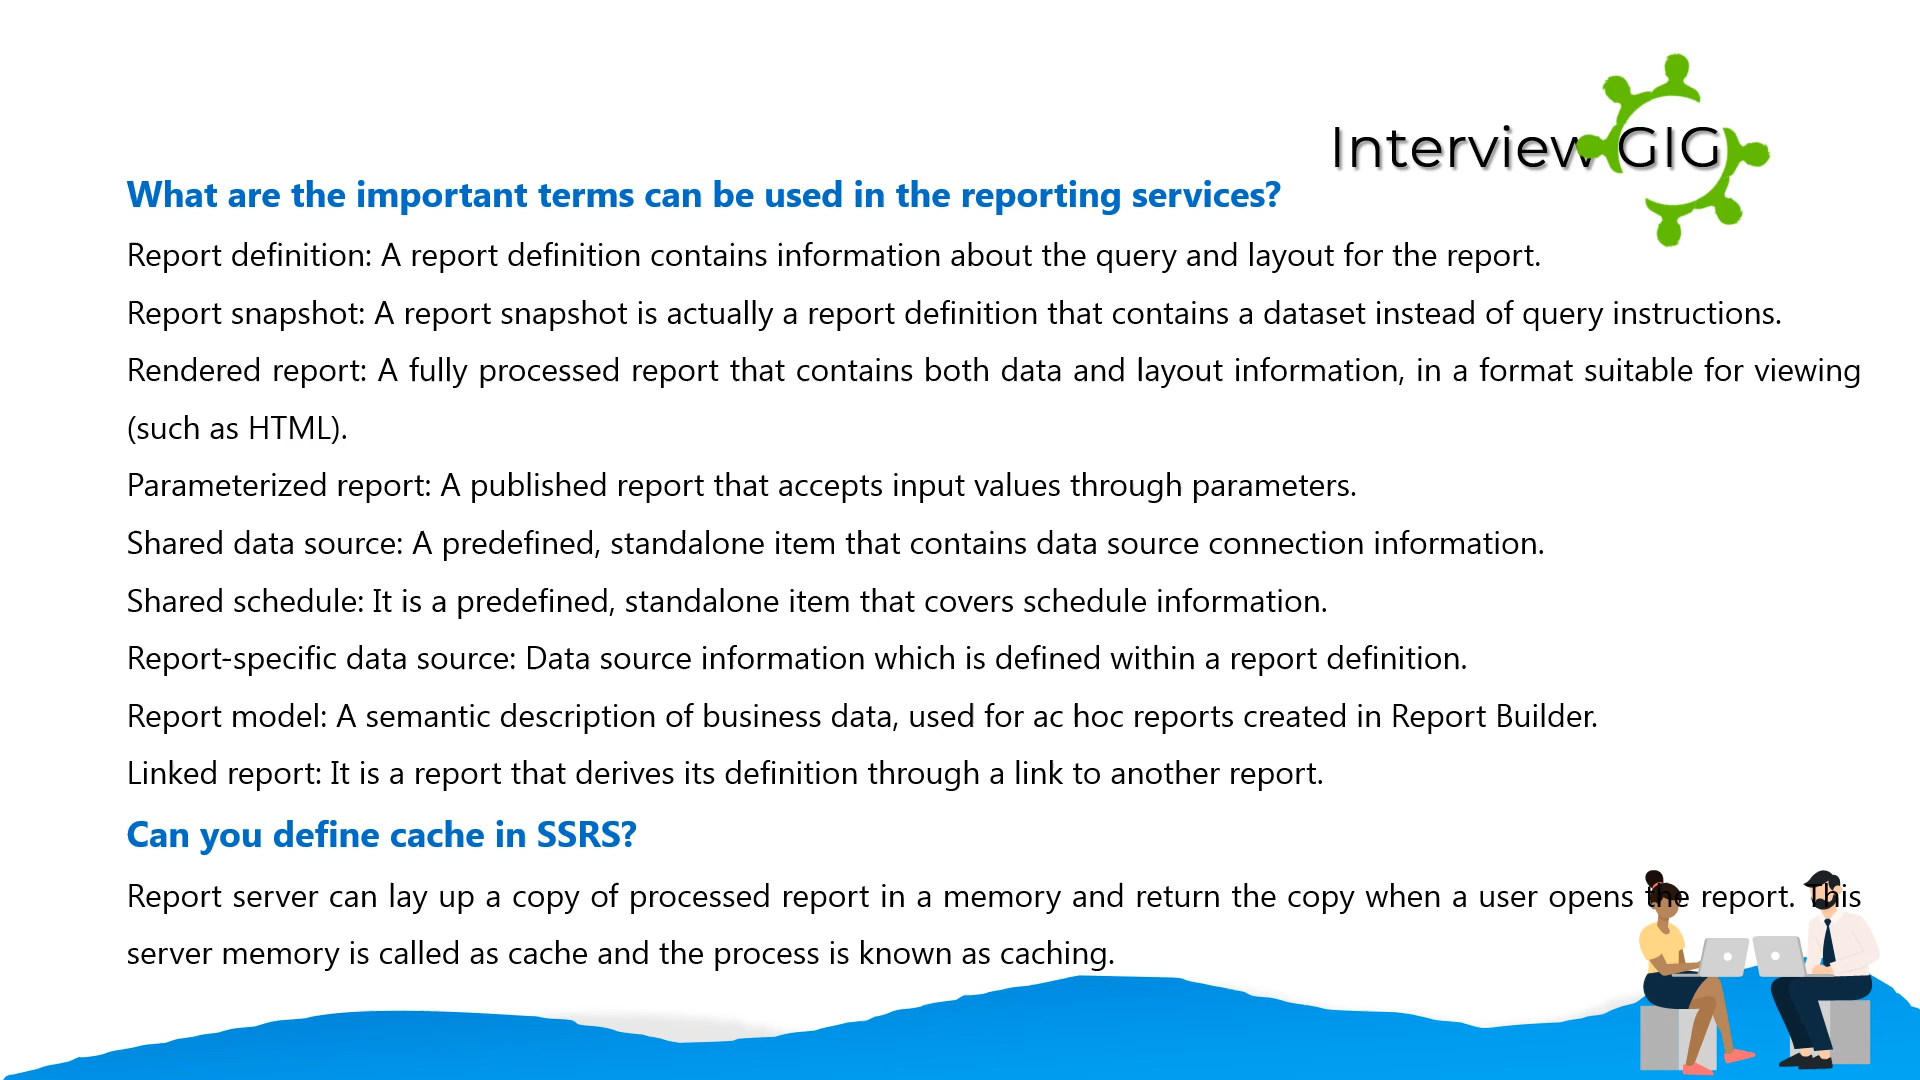 Interview GIG
What are the important terms can be used in the reporting services?
Report definition: A report definition contains information about the query and layout for the report.
Report snapshot: A report snapshot is actually a report definition that contains a dataset instead of query instructions.
Rendered report: A fully processed report that contains both data and layout information, in a format suitable for viewing
(such as HTML).
Parameterized report: A published report that accepts input values through parameters.
Shared data source: A predefined, standalone item that contains data source connection information.
Shared schedule: It is a predefined, standalone item that covers schedule information.
Report-specific data source: Data source information which is defined within a report definition.
Report model: A semantic description of business data, used for ac hoc reports created in Report Builder.
Linked report: It is a report that derives its definition through a link to another report.
Can you define cache in SSRS?
Report server can lay up a copy of processed report in a memory and return the copy when a user opens the report. This
server memory is called as cache and the process is known as caching.